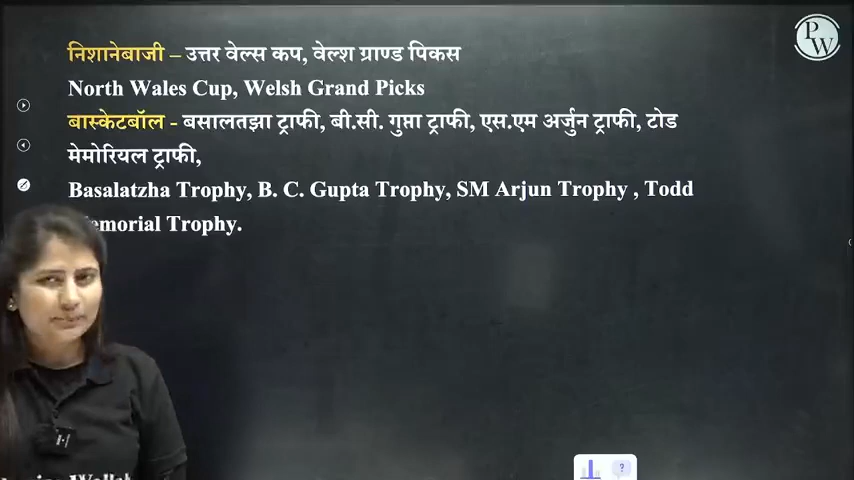 निशानेबाजी – उत्तर वेल्स कप, वेल्श ग्राण्ड पिकस
North Wales Cup, Welsh Grand Picks
बास्केटबॉल - बसालतझा ट्राफी, बी.सी. गुप्ता ट्राफी, एस.एम अर्जुन ट्राफी, टोड
मेमोरियल ट्राफी,
Basalatzha Trophy, B. C. Gupta Trophy, SM Arjun Trophy , Todd
emorial Trophy.
PW